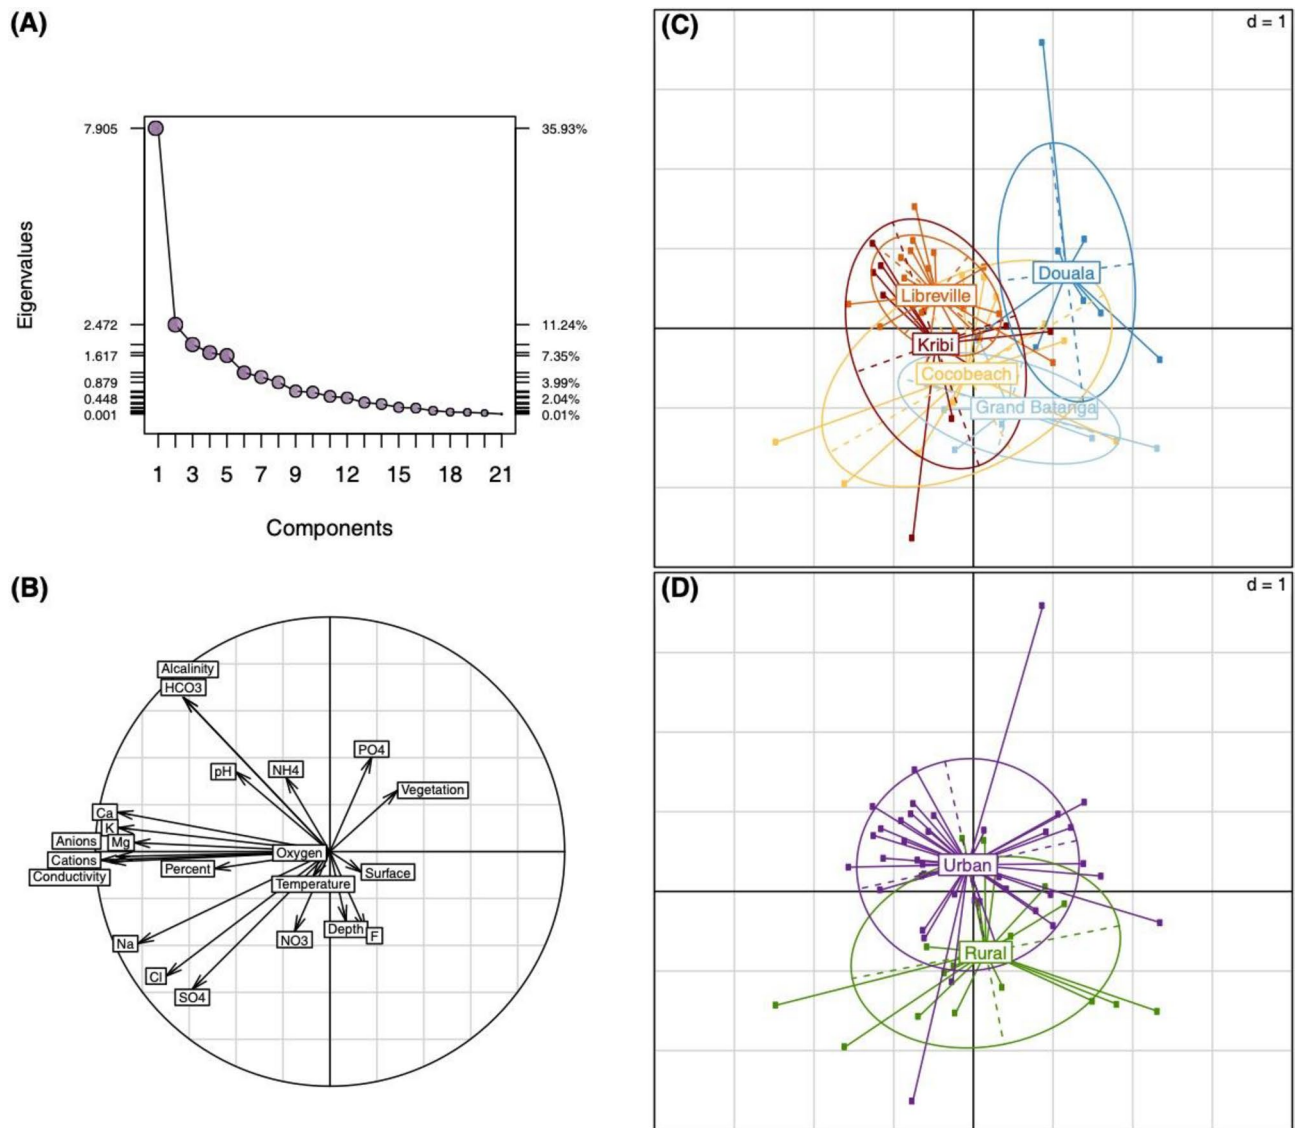 (A)
Eigenvalues
7.905
2.472
1.617
0.879
0.448
0.001
35.93%
11.24%
7.35%
3.99%
2.04%
0.01%
1 3 5 7 9 12 15 18 21
Components
(B)
Alcalinity
HCO3
PO4
pH
NH4
Vegetation
Ca
K
Anions
Mg
Cations
Oxygen
Conductivity
Percent
Surface
Temperature
Na
NO3
Depth
F
Cl
SO4
(C)
d = 1
Douala
Libreville
Kribi
Cocobeach
Grand Batanga
(D)
d = 1
Urban
Rural